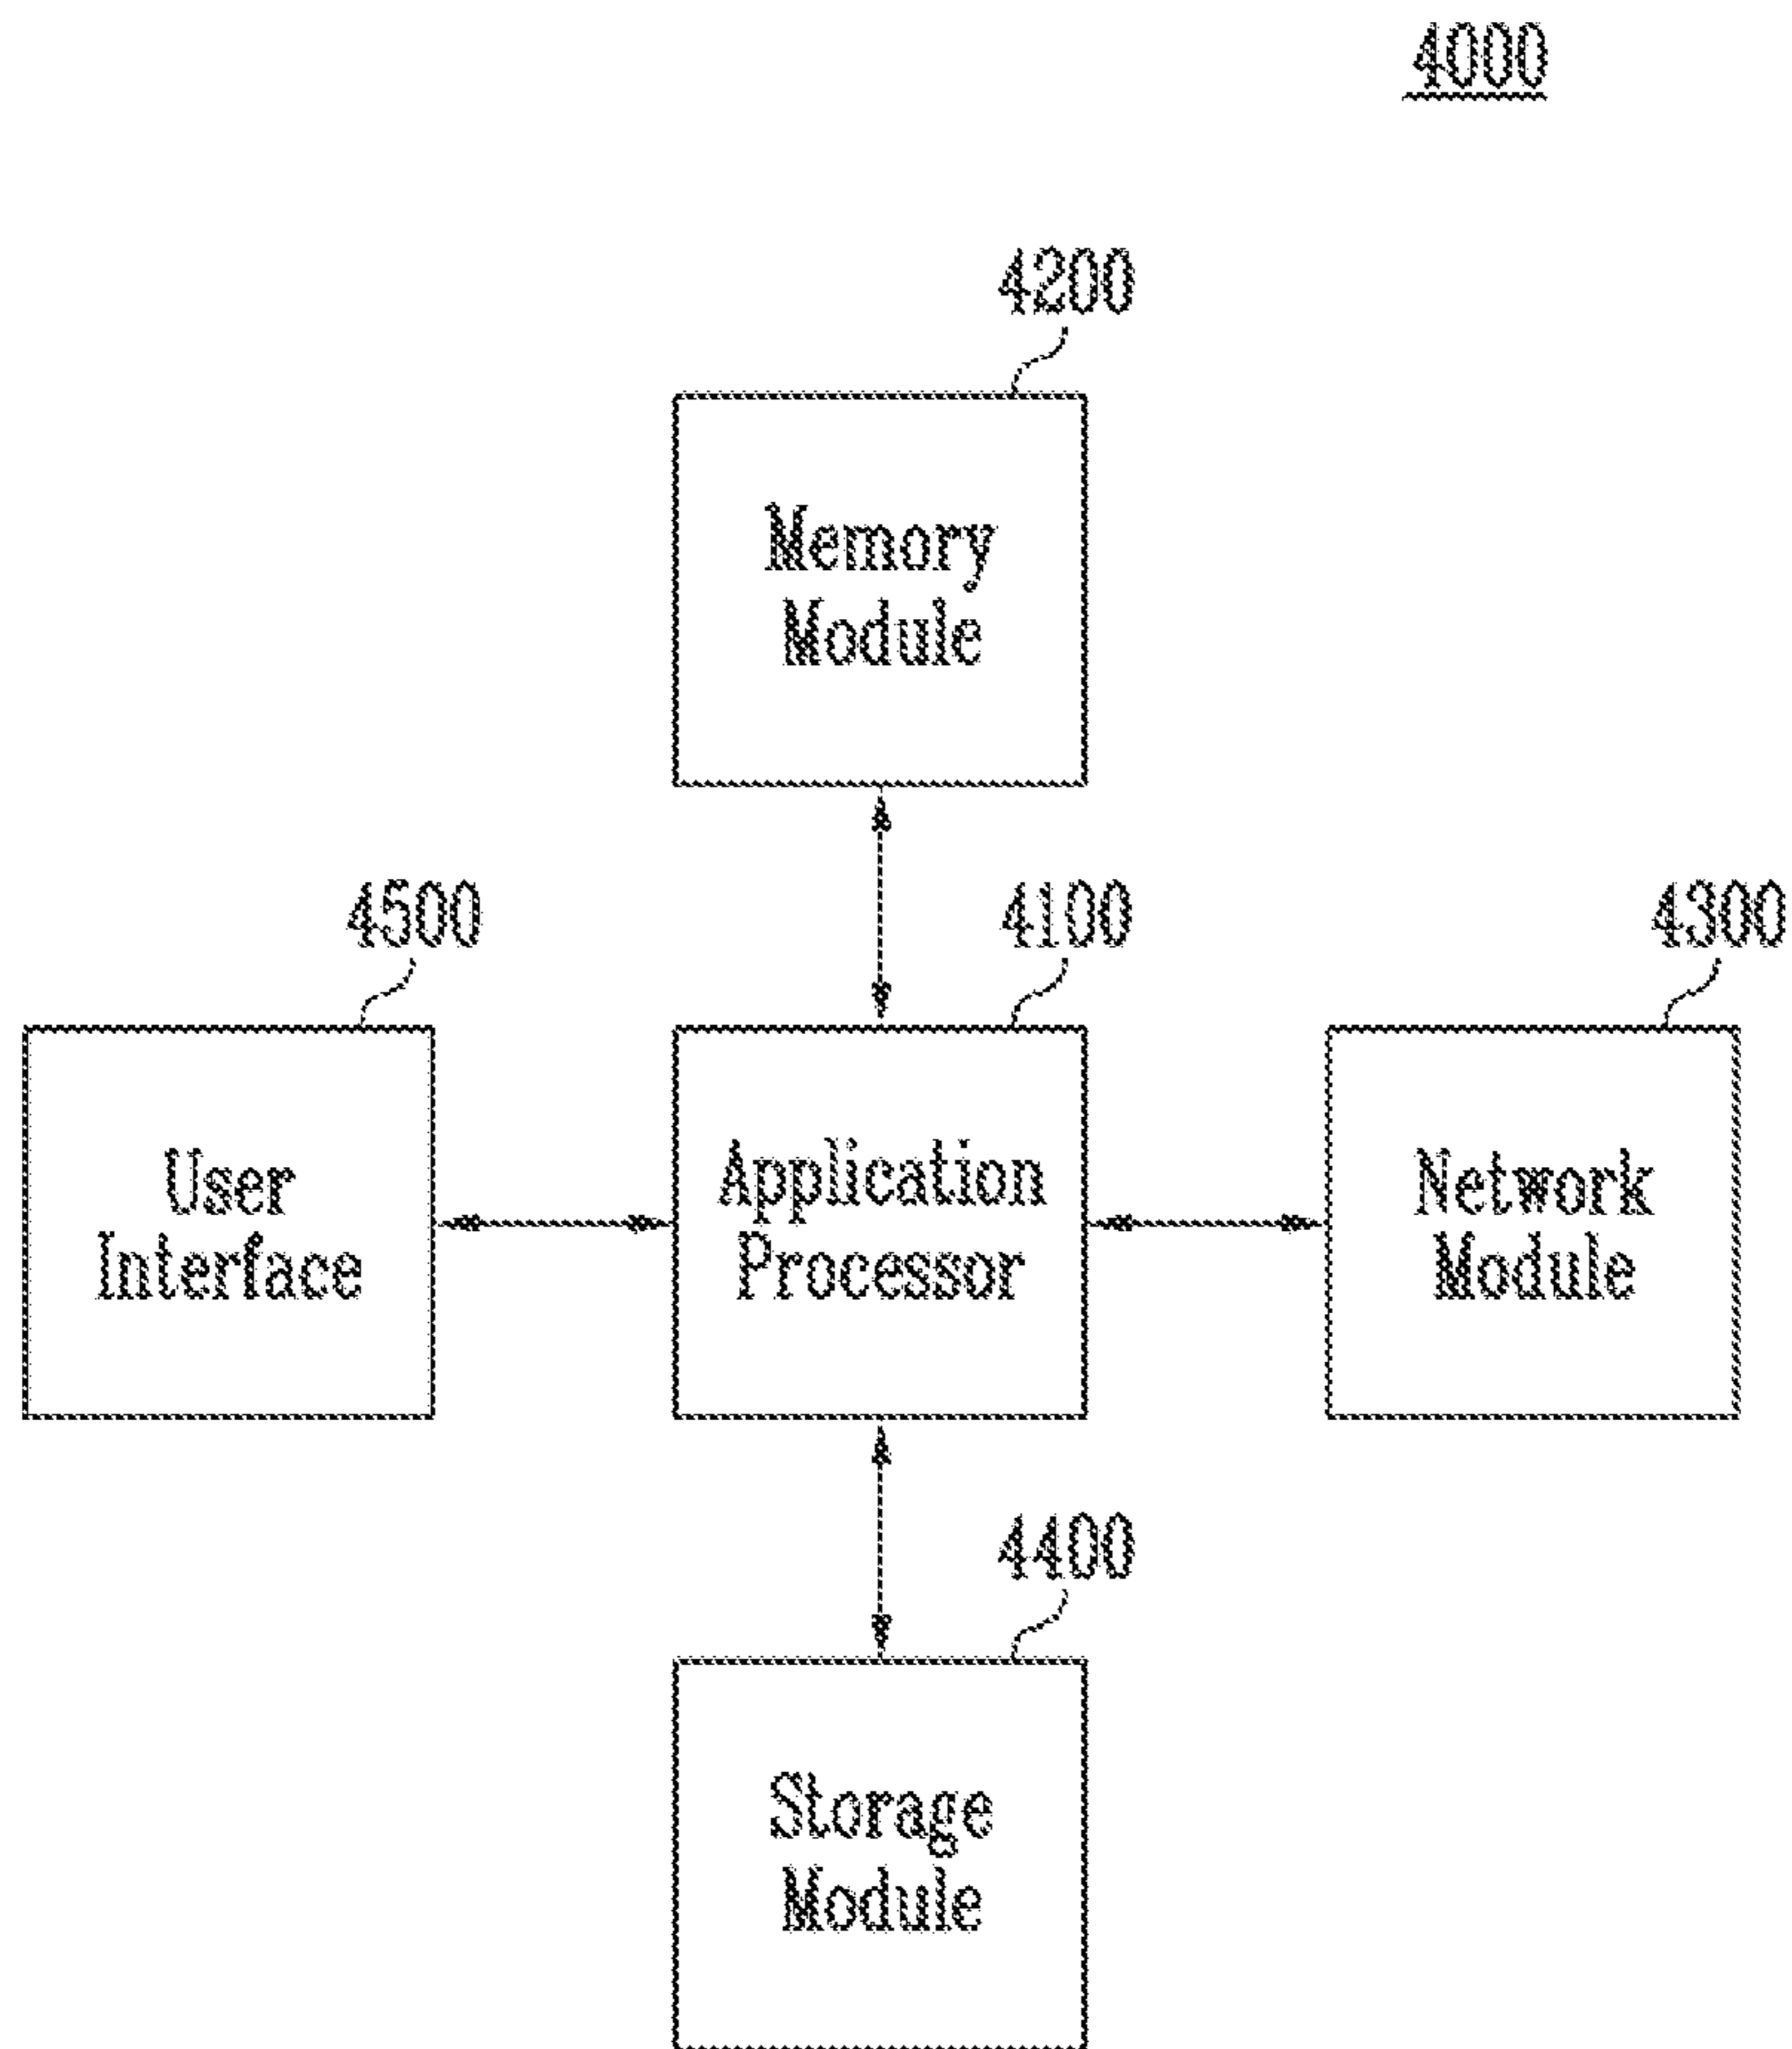 4000
4200
Memory
Module
4500
4100
4300
User
Interface
Application
Processor
Network
Module
4400
Storage
Module